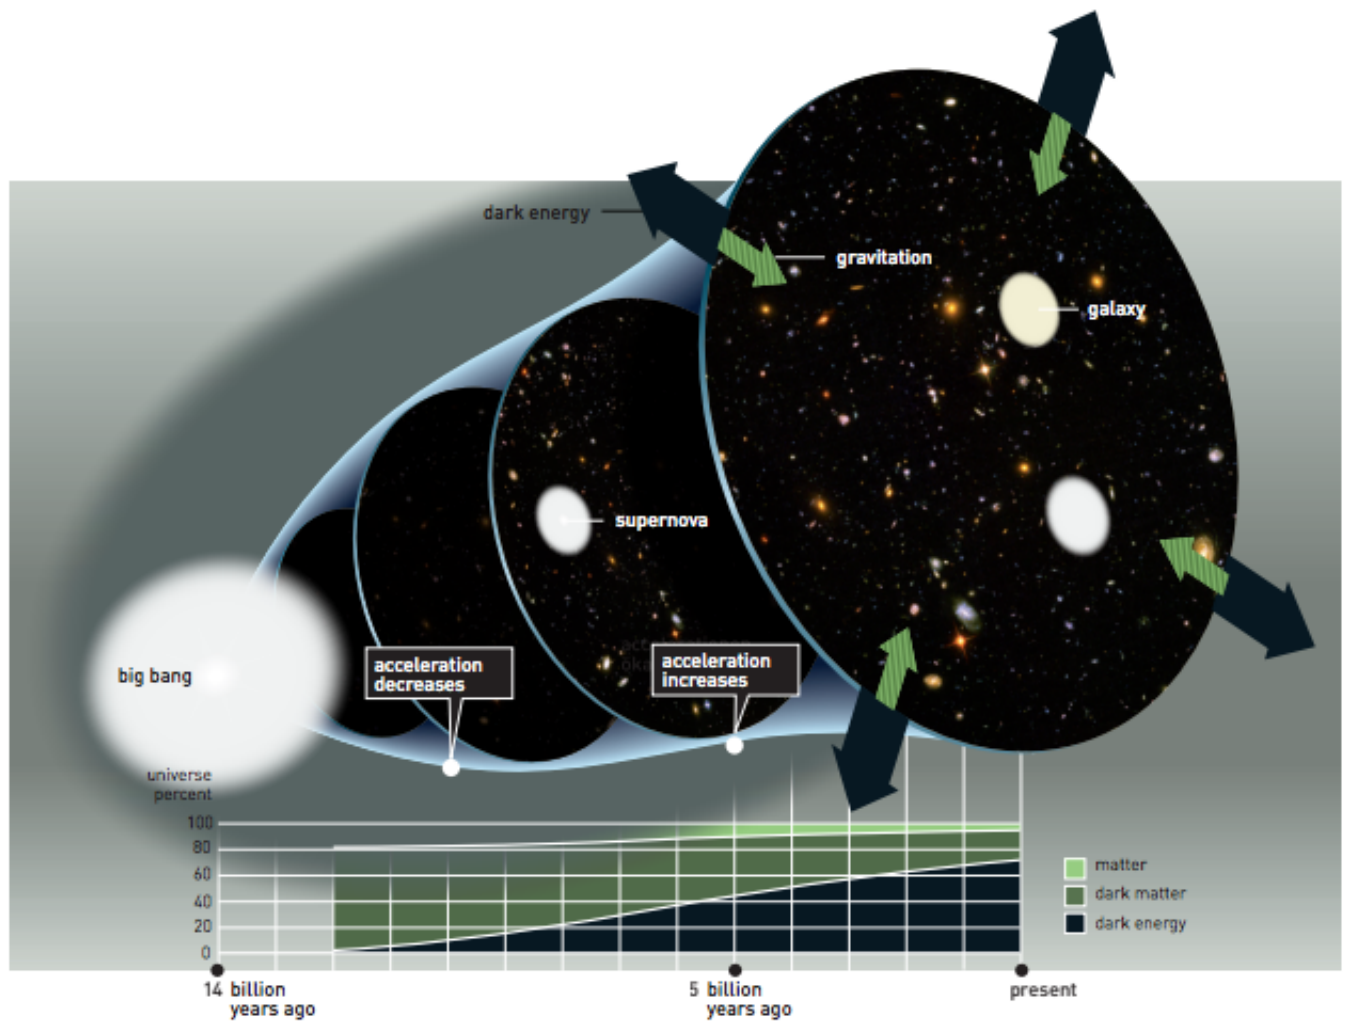 dark energy
gravitation
galaxy
supernova
acceleration
decreases
acceleration
increases
big bang
universe
percent
100
80
60
40
20
0
matter
dark matter
dark energy
14 billion
years ago
5 billion
years ago
present